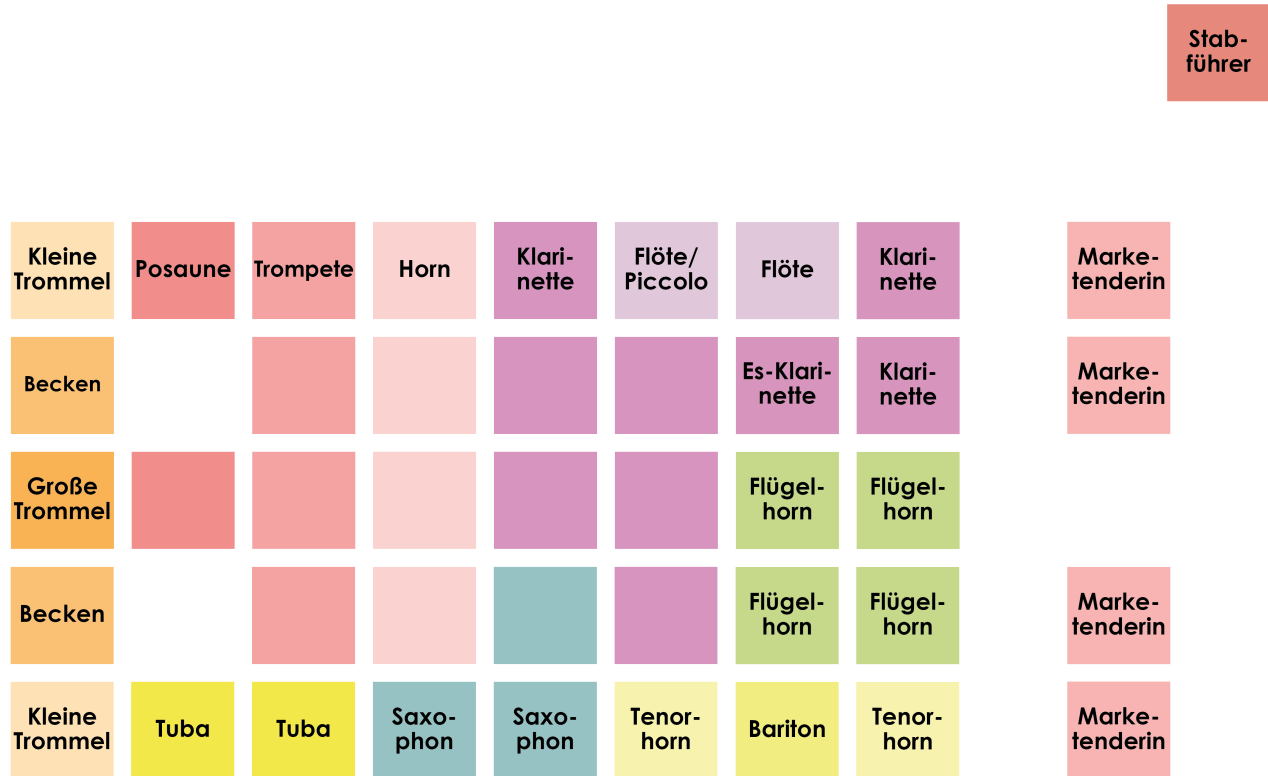 Stab-
führer
Kleine
Trommel
Posaune
Trompete
Horn
Klari-
nette
Flöte/
Piccolo
Flöte
Klari-
nette
Marke-
tenderin
Becken
Es-Klari-
nette
Klari-
nette
Marke-
tenderin
Große
Trommel
Flügel-
horn
Flügel-
horn
Becken
Flügel-
horn
Flügel-
horn
Marke-
tenderin
Kleine
Trommel
Tuba
Tuba
Saxo-
phon
Saxo-
phon
Tenor-
horn
Bariton
Tenor-
horn
Marke-
tenderin